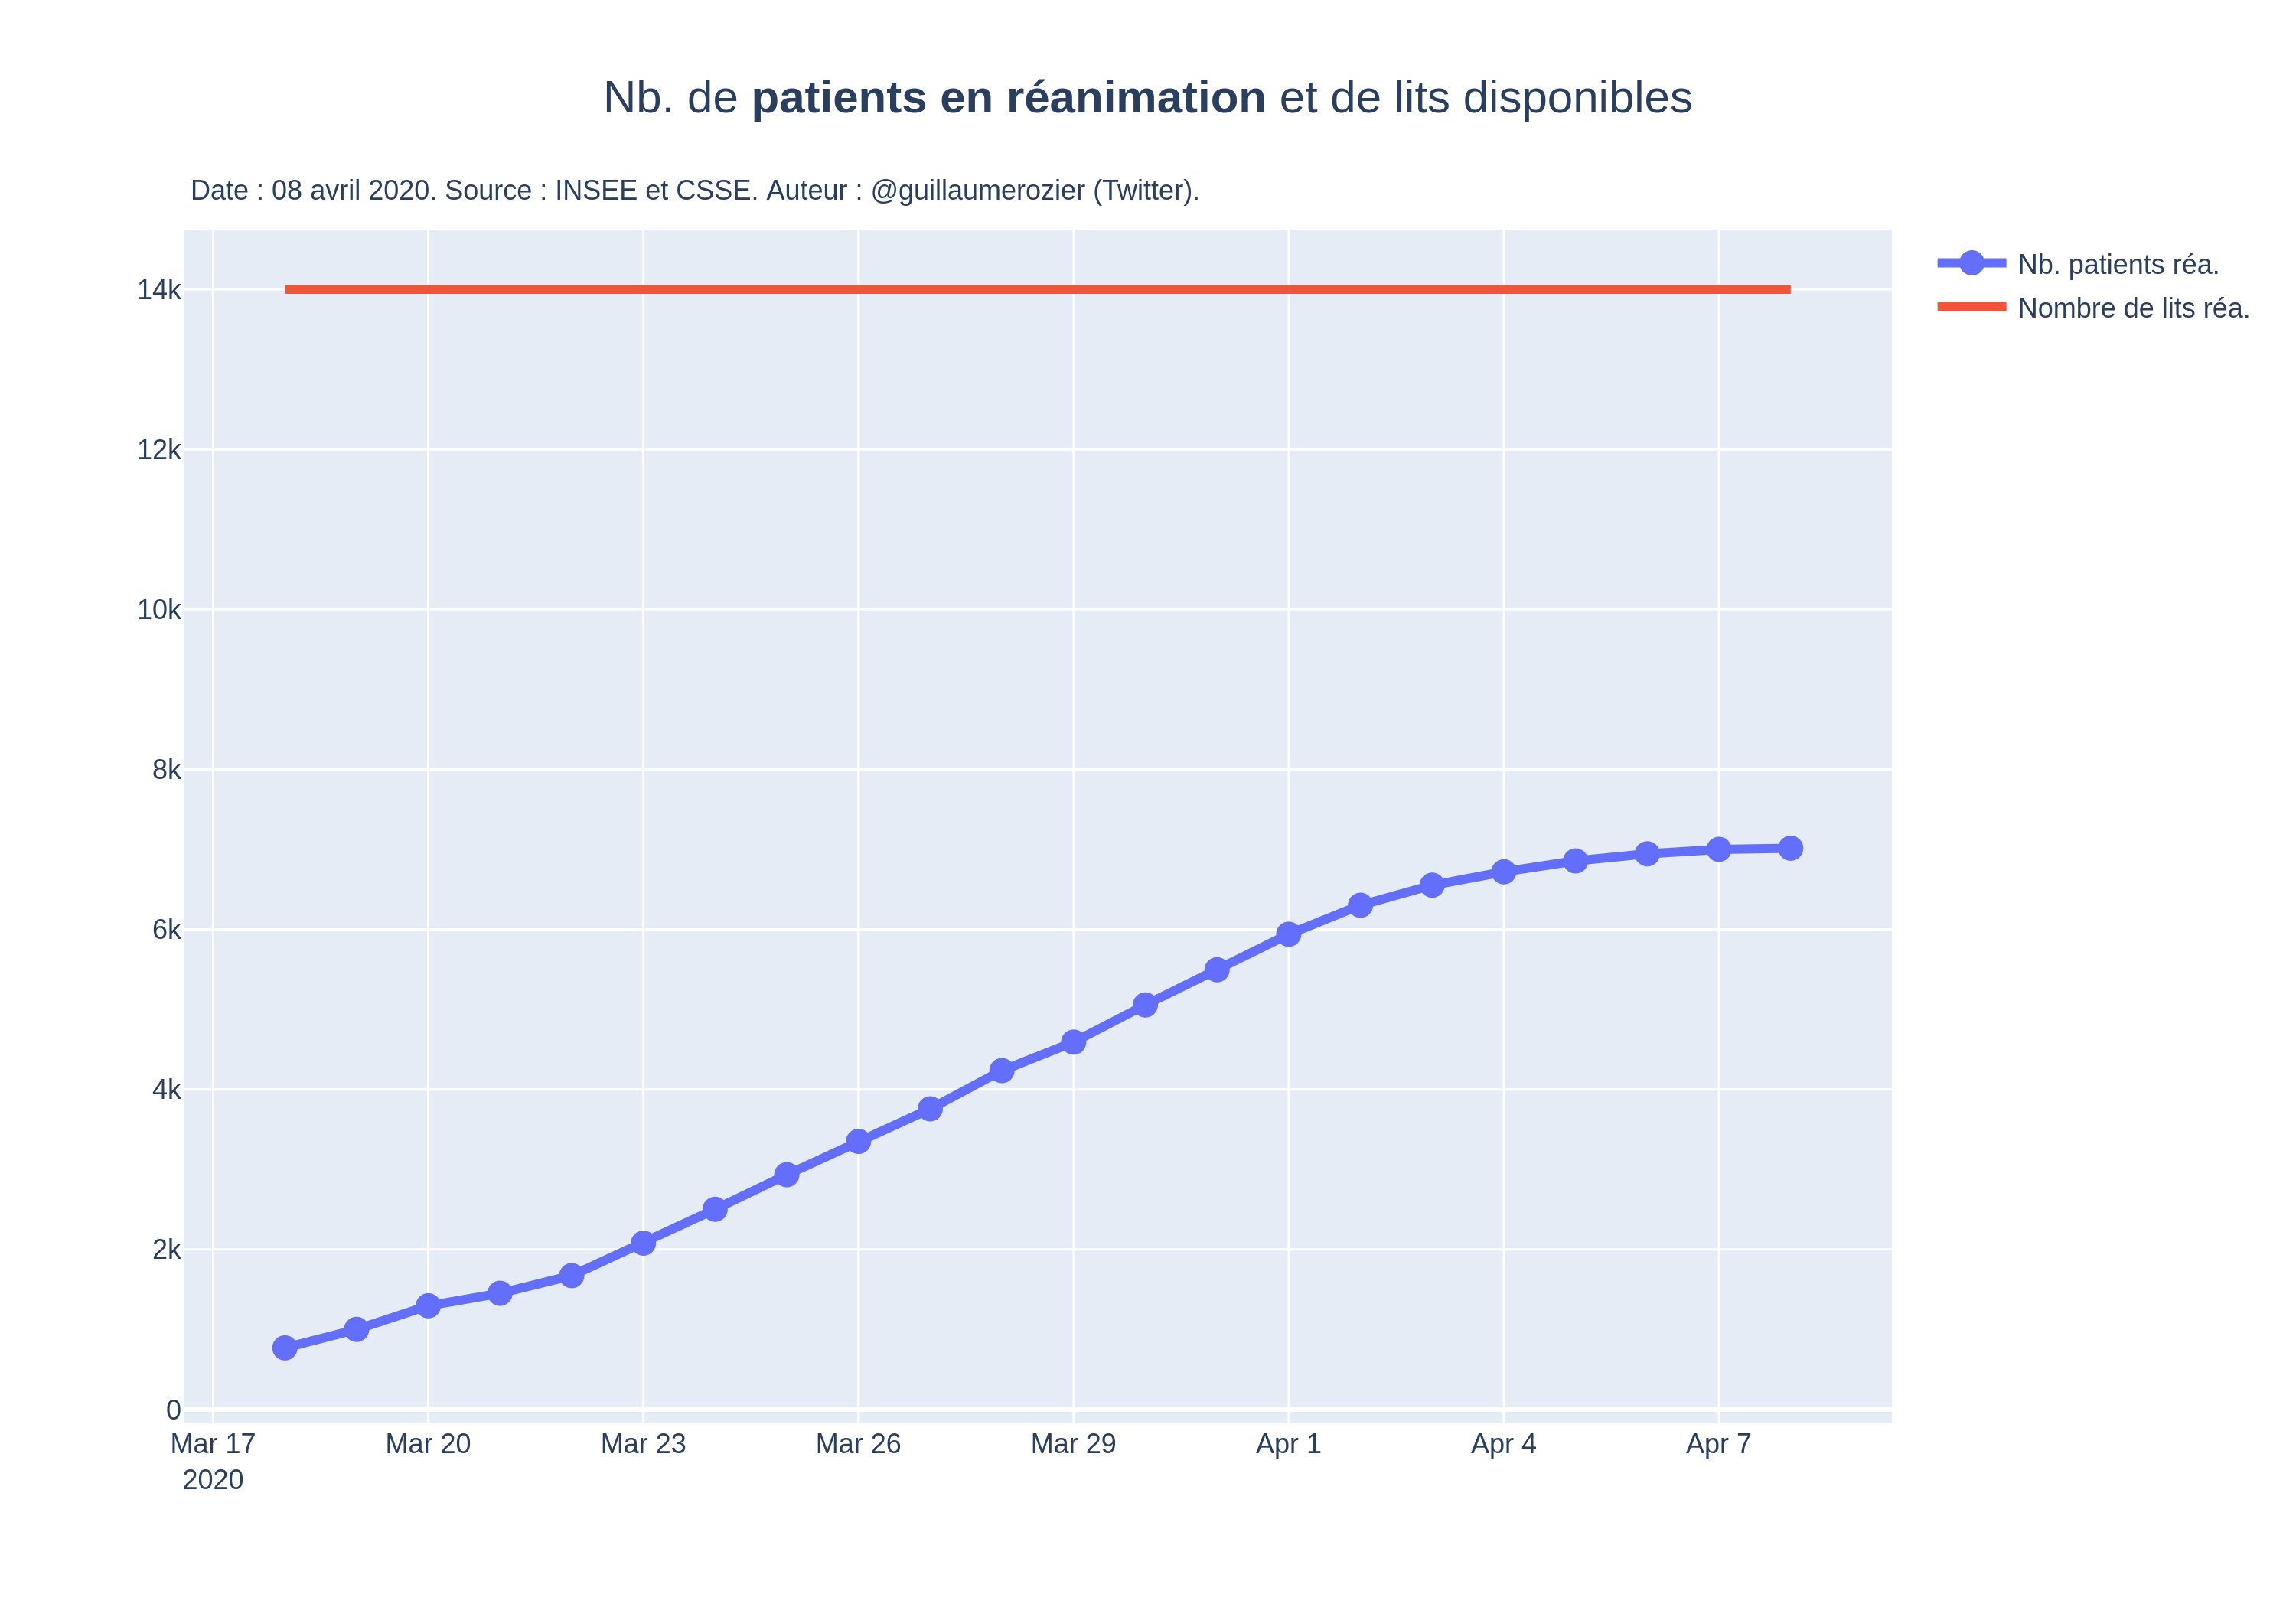 Nb. de patients en réanimation et de lits disponibles
Date : 08 avril 2020. Source : INSEE et CSSE. Auteur : @guillaumerozier (Twitter).
Nb. patients réa.
Nombre de lits réa.
14k
12k
10k
8k
6k
4k
2k
0
Mar 17 Mar 20 Mar 23 Mar 26 Mar 29 Apr 1 Apr 4 Apr 7
2020